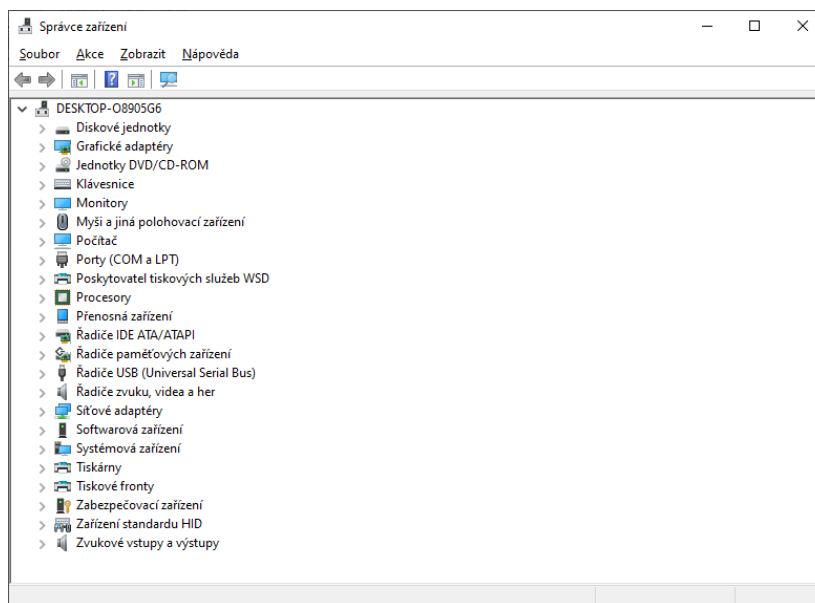 Správce zařízení
Soubor Akce Zobrazit Nápověda
DESKTOP-O8905G6
Diskové jednotky
Grafické adaptéry
Jednotky DVD/CD-ROM
Klávesnice
Monitory
Myši a jiná polohovací zařízení
Počítač
Porty (COM a LPT)
Poskytovatel tiskových služeb WSD
Procesory
Přenosná zařízení
Řadiče IDE ATA/ATAPI
Řadiče paměťových zařízení
Řadiče USB (Universal Serial Bus)
Řadiče zvuku, videa a her
Síťové adaptéry
Softwarová zařízení
Systémová zařízení
Tiskárny
Tiskové fronty
Zabezpečovací zařízení
Zařízení standardu HID
Zvukové vstupy a výstupy